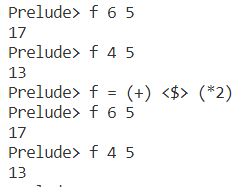 Prelude> f 6 5
17
Prelude> f 4 5
13
Prelude> f = (+) <$> (*2)
Prelude> f 6 5
17
Prelude> f 4 5
13